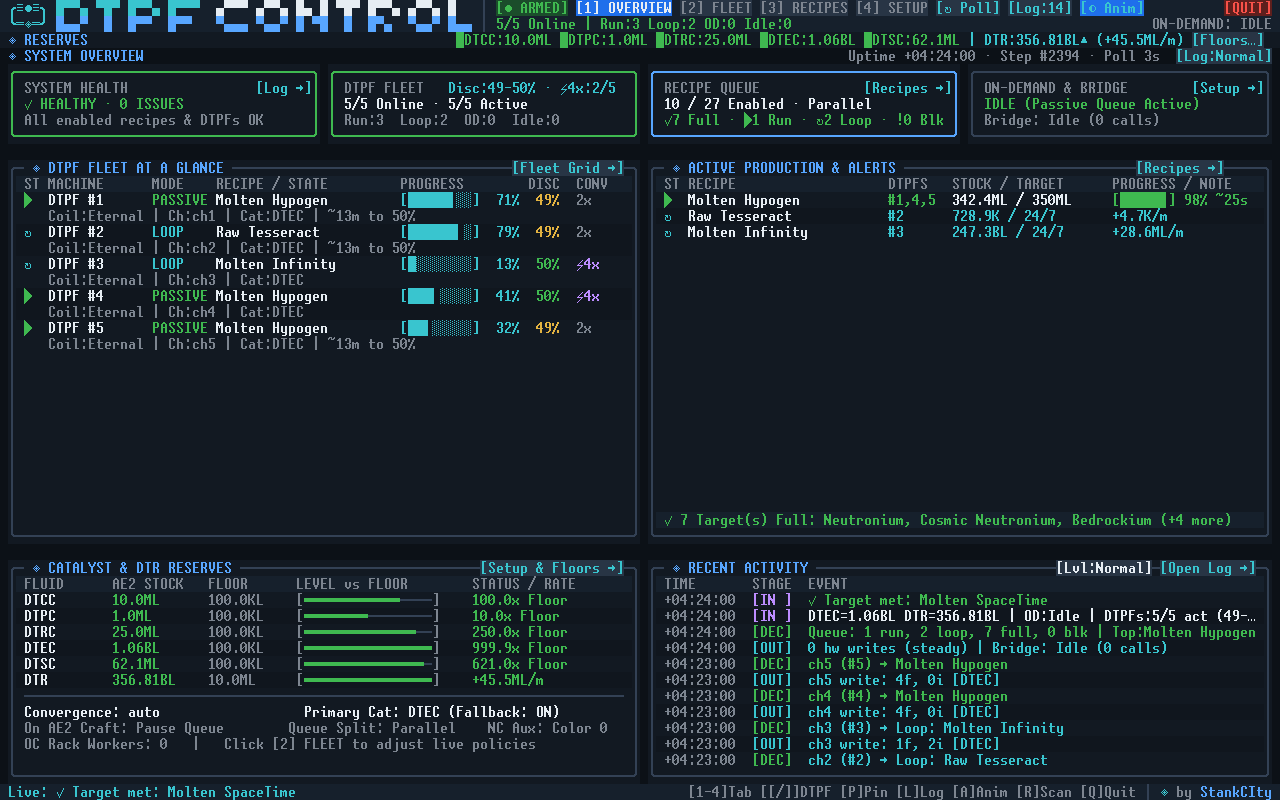 DTPF CONTROL
[● ARMED] [1] OVERVIEW [2] FLEET [3] RECIPES [4] SETUP [↻ Poll] [Log:14] [⟲ Anim] [QUIT]
5/5 Online | Run:3 Loop:2 OD:0 Idle:0 ON-DEMAND: IDLE
◈ RESERVES DTCC:10.0ML DTPC:1.0ML DTRC:25.0ML DTEC:1.06BL DTSC:62.1ML | DTR:356.81BL▲ (+45.5ML/m) [Floors…]
◈ SYSTEM OVERVIEW Uptime +04:24:00 · Step #2394 · Poll 3s [Log:Normal]
SYSTEM HEALTH [Log →]
✓ HEALTHY · 0 ISSUES
All enabled recipes & DTPFs OK
DTPF FLEET Disc:49-50% · ⚡4x:2/5
5/5 Online · 5/5 Active
Run:3 Loop:2 OD:0 Idle:0
RECIPE QUEUE [Recipes →]
10 / 27 Enabled · Parallel
✓7 Full · ▶1 Run · ↻2 Loop · !0 Blk
ON-DEMAND & BRIDGE [Setup →]
IDLE (Passive Queue Active)
Bridge: Idle (0 calls)
◈ DTPF FLEET AT A GLANCE [Fleet Grid →]
ST MACHINE MODE RECIPE / STATE PROGRESS DISC CONV
▶ DTPF #1 PASSIVE Molten Hypogen [ ] 71% 49% 2x
Coil:Eternal | Ch:ch1 | Cat:DTEC | ~13m to 50%
↻ DTPF #2 LOOP Raw Tesseract [ ] 79% 49% 2x
Coil:Eternal | Ch:ch2 | Cat:DTEC | ~13m to 50%
↻ DTPF #3 LOOP Molten Infinity [ ] 13% 50% ⚡4x
Coil:Eternal | Ch:ch3 | Cat:DTEC
▶ DTPF #4 PASSIVE Molten Hypogen [ ] 41% 50% ⚡4x
Coil:Eternal | Ch:ch4 | Cat:DTEC
▶ DTPF #5 PASSIVE Molten Hypogen [ ] 32% 49% 2x
Coil:Eternal | Ch:ch5 | Cat:DTEC | ~13m to 50%
◈ ACTIVE PRODUCTION & ALERTS [Recipes →]
ST RECIPE DTPFS STOCK / TARGET PROGRESS / NOTE
▶ Molten Hypogen #1,4,5 342.4ML / 350ML [ ] 98% ~25s
↻ Raw Tesseract #2 728.9K / 24/7 +4.7K/m
↻ Molten Infinity #3 247.3BL / 24/7 +28.6ML/m
✓ 7 Target(s) Full: Neutronium, Cosmic Neutronium, Bedrockium (+4 more)
◈ CATALYST & DTR RESERVES [Setup & Floors →]
FLUID AE2 STOCK FLOOR LEVEL vs FLOOR STATUS / RATE
DTCC 10.0ML 100.0KL [ ] 100.0x Floor
DTPC 1.0ML 100.0KL [ ] 10.0x Floor
DTRC 25.0ML 100.0KL [ ] 250.0x Floor
DTEC 1.06BL 100.0KL [ ] 999.9x Floor
DTSC 62.1ML 100.0KL [ ] 621.0x Floor
DTR 356.81BL 10.0ML [ ] +45.5ML/m
Convergence: auto Primary Cat: DTEC (Fallback: ON)
On AE2 Craft: Pause Queue Queue Split: Parallel NC Aux: Color 0
OC Rack Workers: 0 | Click [2] FLEET to adjust live policies
◈ RECENT ACTIVITY [Lvl:Normal] [Open Log →]
TIME STAGE EVENT
+04:24:00 [IN ] ✓ Target met: Molten SpaceTime
+04:24:00 [IN ] DTEC=1.06BL DTR=356.81BL | OD:Idle | DTPFs:5/5 act (49-…
+04:24:00 [DEC] Queue: 1 run, 2 loop, 7 full, 0 blk | Top:Molten Hypogen
+04:24:00 [OUT] 0 hw writes (steady) | Bridge: Idle (0 calls)
+04:23:00 [DEC] ch5 (#5) → Molten Hypogen
+04:23:00 [OUT] ch5 write: 4f, 0i [DTEC]
+04:23:00 [DEC] ch4 (#4) → Molten Hypogen
+04:23:00 [OUT] ch4 write: 4f, 0i [DTEC]
+04:23:00 [DEC] ch3 (#3) → Loop: Molten Infinity
+04:23:00 [OUT] ch3 write: 1f, 2i [DTEC]
+04:23:00 [DEC] ch2 (#2) → Loop: Raw Tesseract
Live: ✓ Target met: Molten SpaceTime [1-4]Tab [[/]]DTPF [P]Pin [L]Log [A]Anim [R]Scan [Q]Quit | ◈ by StankCIty